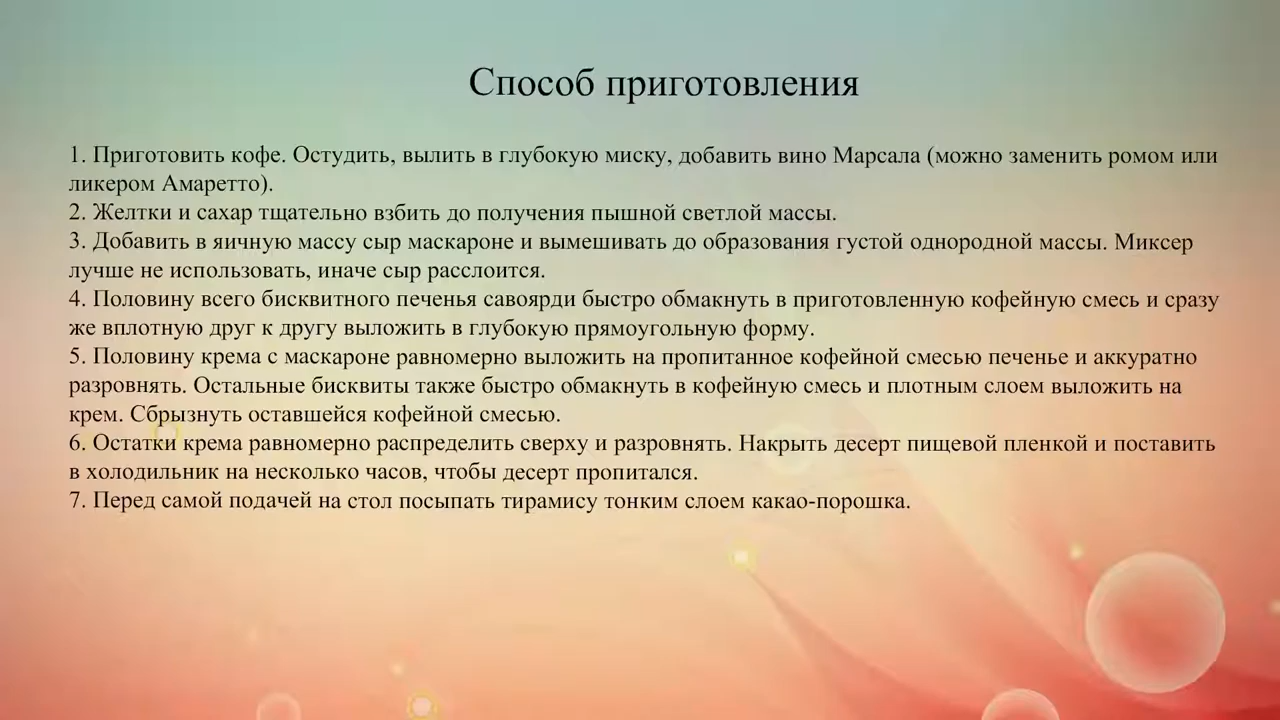 Способ приготовления
1. Приготовить кофе. Остудить, вылить в глубокую миску, добавить вино Марсала (можно заменить ромом или
ликером Амаретто).
2. Желтки и сахар тщательно взбить до получения пышной светлой массы.
3. Добавить в яичную массу сыр маскароне и вымешивать до образования густой однородной массы. Миксер
лучше не использовать, иначе сыр расслоится.
4. Половину всего бисквитного печенья савоярди быстро обмакнуть в приготовленную кофейную смесь и сразу
же вплотную друг к другу выложить в глубокую прямоугольную форму.
5. Половину крема с маскароне равномерно выложить на пропитанное кофейной смесью печенье и аккуратно
разровнять. Остальные бисквиты также быстро обмакнуть в кофейную смесь и плотным слоем выложить на
крем. Сбрызнуть оставшейся кофейной смесью.
6. Остатки крема равномерно распределить сверху и разровнять. Накрыть десерт пищевой пленкой и поставить
в холодильник на несколько часов, чтобы десерт пропитался.
7. Перед самой подачей на стол посыпать тирамису тонким слоем какао-порошка.